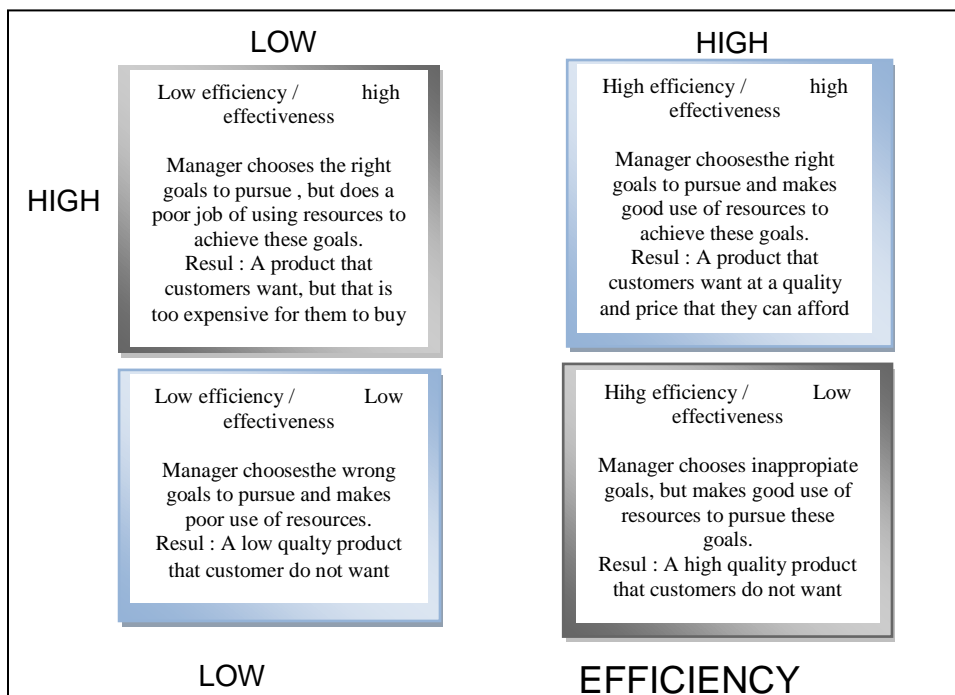 LOW
HIGH
Low efficiency / high
effectiveness
Manager chooses the right
goals to pursue , but does a
poor job of using resources to
achieve these goals.
Resul : A product that
customers want, but that is
too expensive for them to buy
High efficiency / high
effectiveness
Manager choosesthe right
goals to pursue and makes
good use of resources to
achieve these goals.
Resul : A product that
customers want at a quality
and price that they can afford
HIGH
Low efficiency / Low
effectiveness
Manager choosesthe wrong
goals to pursue and makes
poor use of resources.
Resul : A low qualty product
that customer do not want
Hihg efficiency / Low
effectiveness
Manager chooses inappropiate
goals, but makes good use of
resources to pursue these
goals.
Resul : A high quality product
that customers do not want
LOW
EFFICIENCY